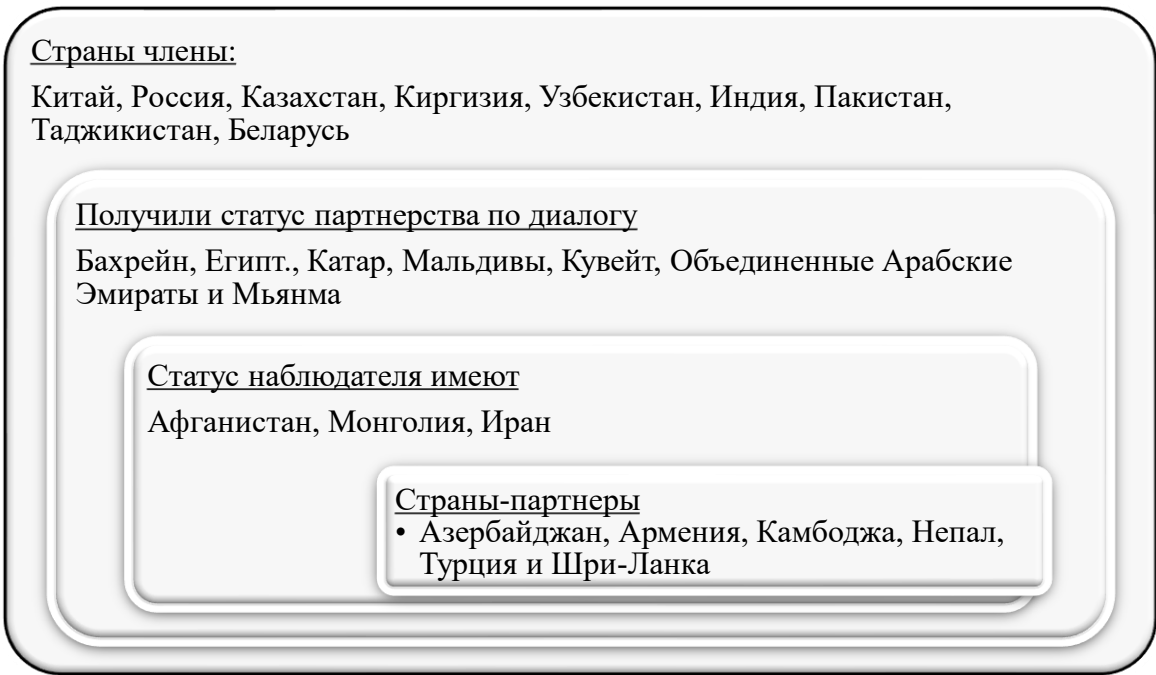 Страны члены:
Китай, Россия, Казахстан, Киргизия, Узбекистан, Индия, Пакистан,
Таджикистан, Беларусь
Получили статус партнерства по диалогу
Бахрейн, Египт., Катар, Мальдивы, Кувейт, Объединенные Арабские
Эмираты и Мьянма
Статус наблюдателя имеют
Афганистан, Монголия, Иран
Страны-партнеры
• Азербайджан, Армения, Камбоджа, Непал,
Турция и Шри-Ланка